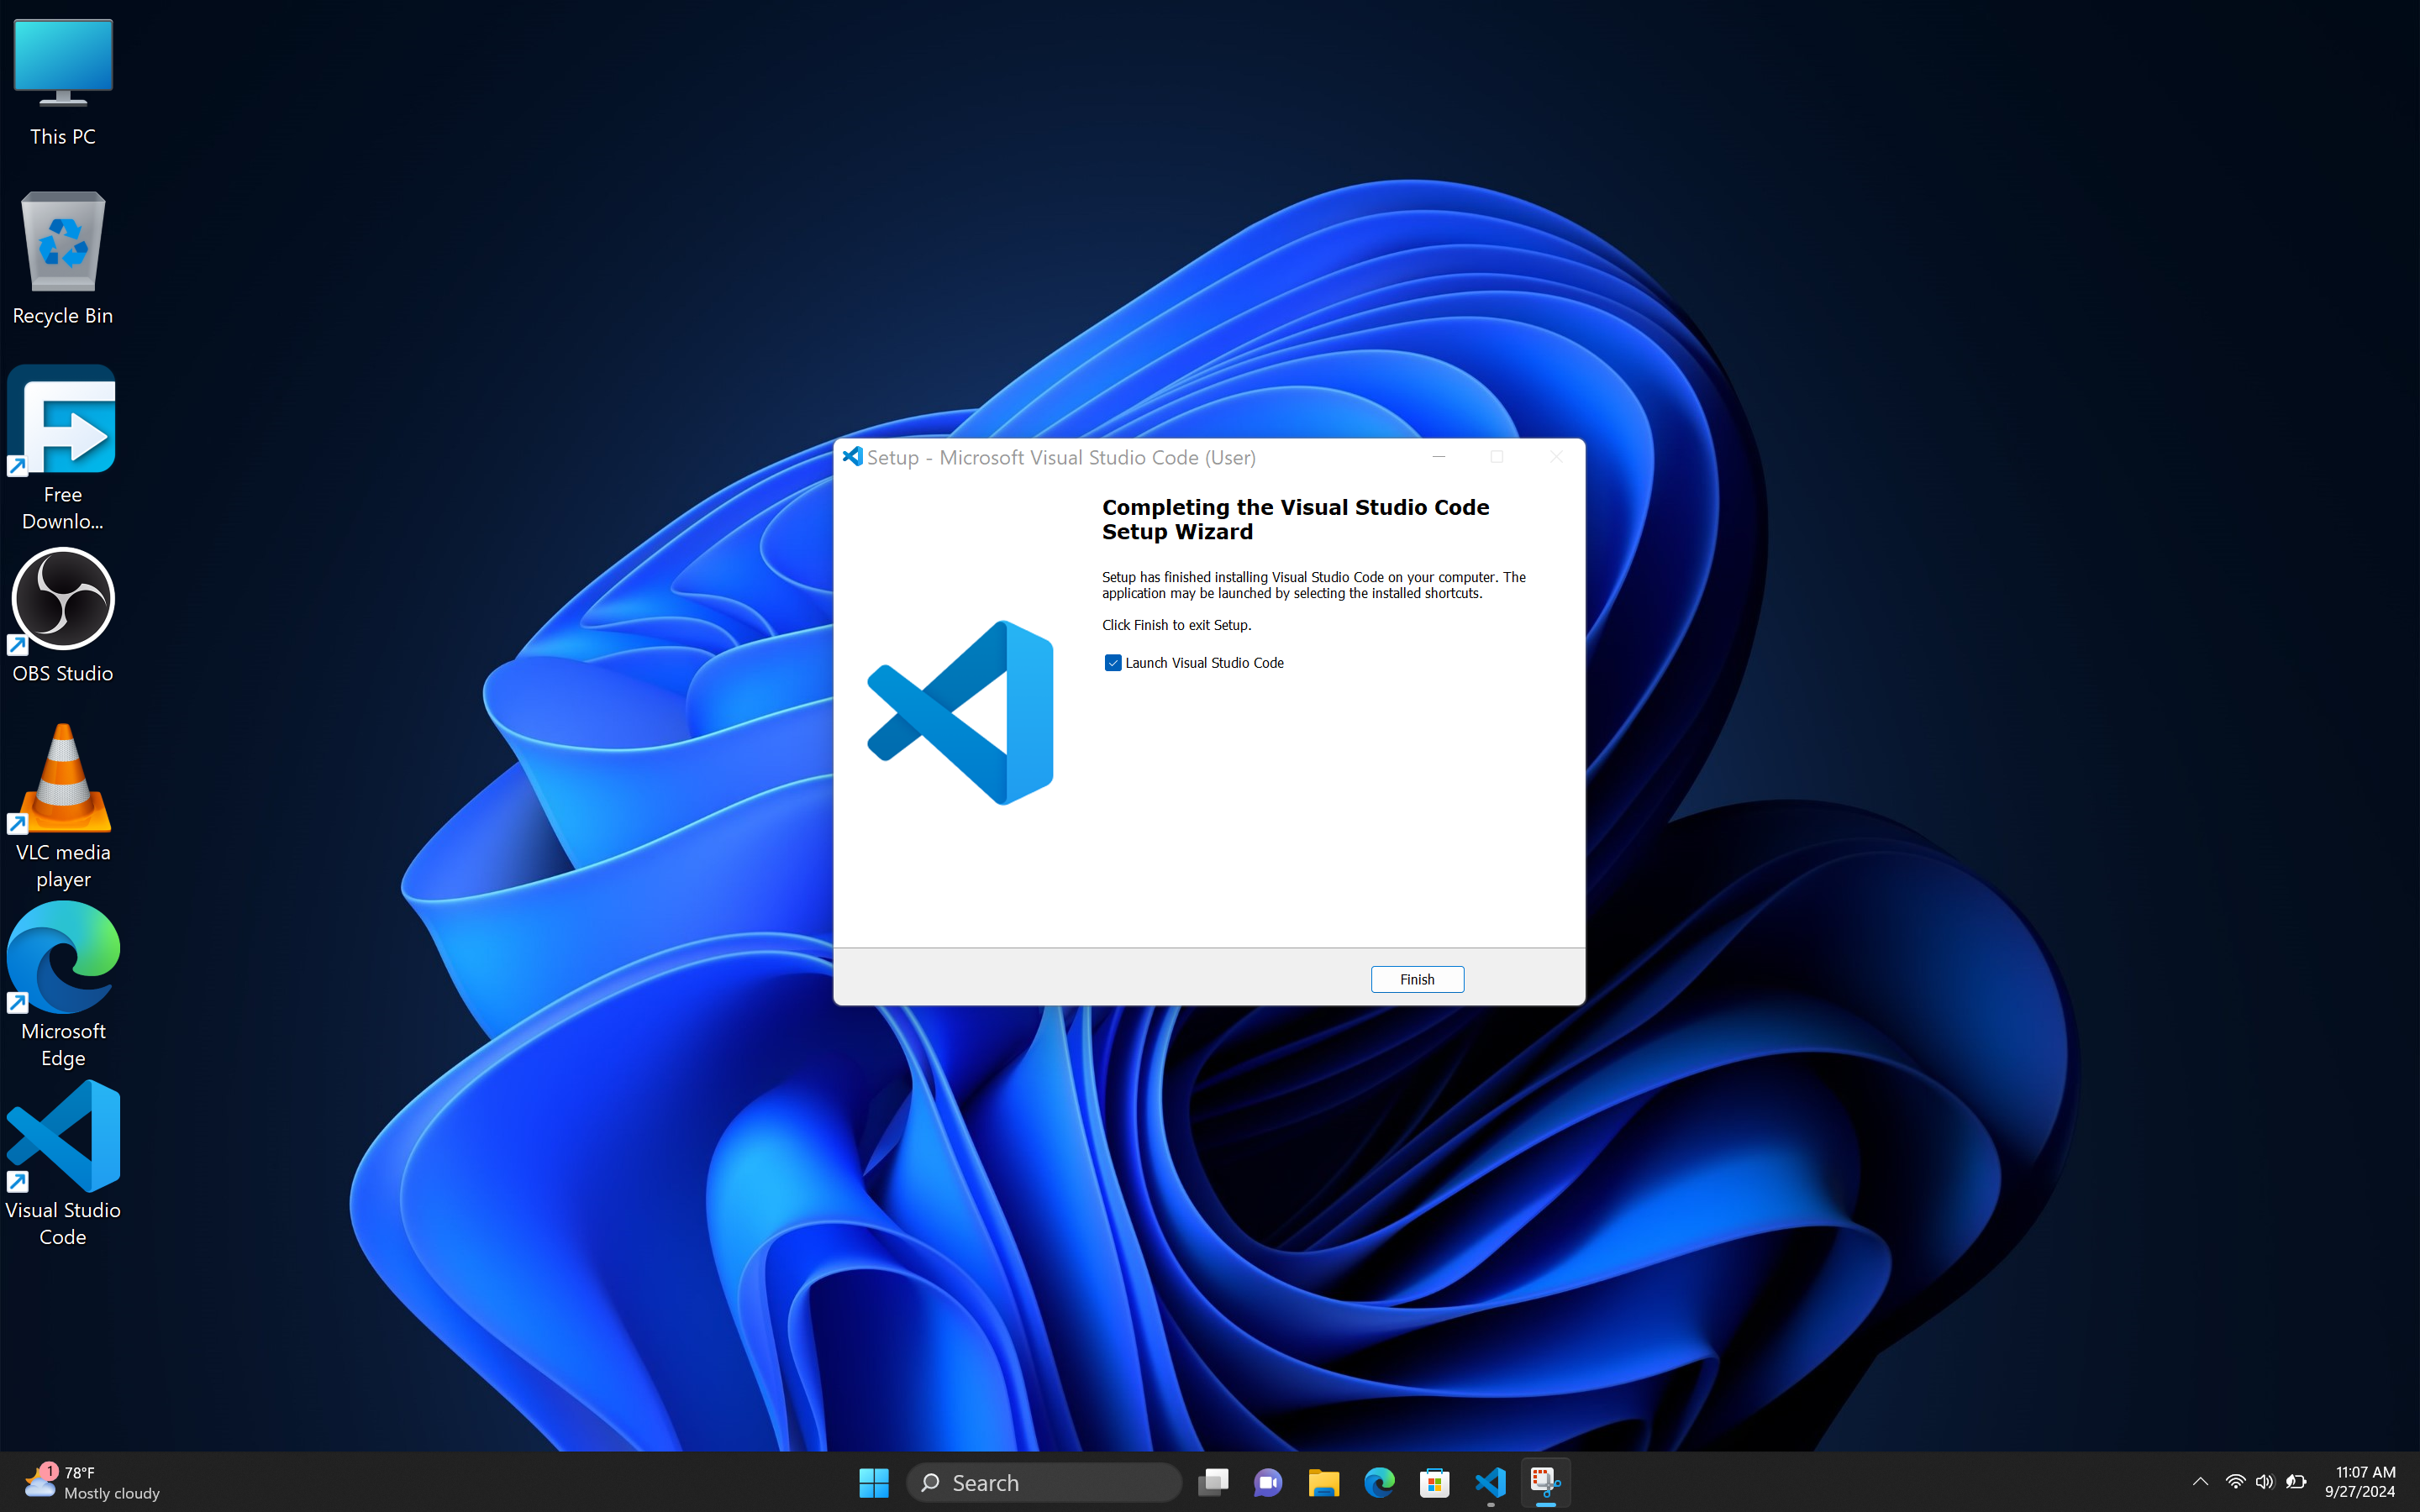 This PC
Recycle Bin
Free
Downlo...
OBS Studio
VLC media
player
Microsoft
Edge
Visual Studio
Code
Setup - Microsoft Visual Studio Code (User)
Completing the Visual Studio Code
Setup Wizard
Setup has finished installing Visual Studio Code on your computer. The
application may be launched by selecting the installed shortcuts.
Click Finish to exit Setup.
Launch Visual Studio Code
Finish
1
78°F
Mostly cloudy
Search
11:07 AM
9/27/2024